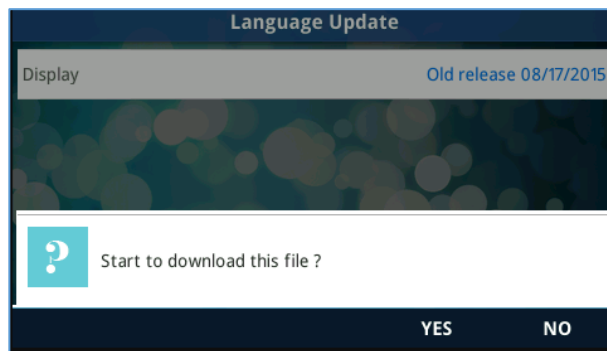 Language Update
Display Old release 08/17/2015
? Start to download this file ?
YES NO